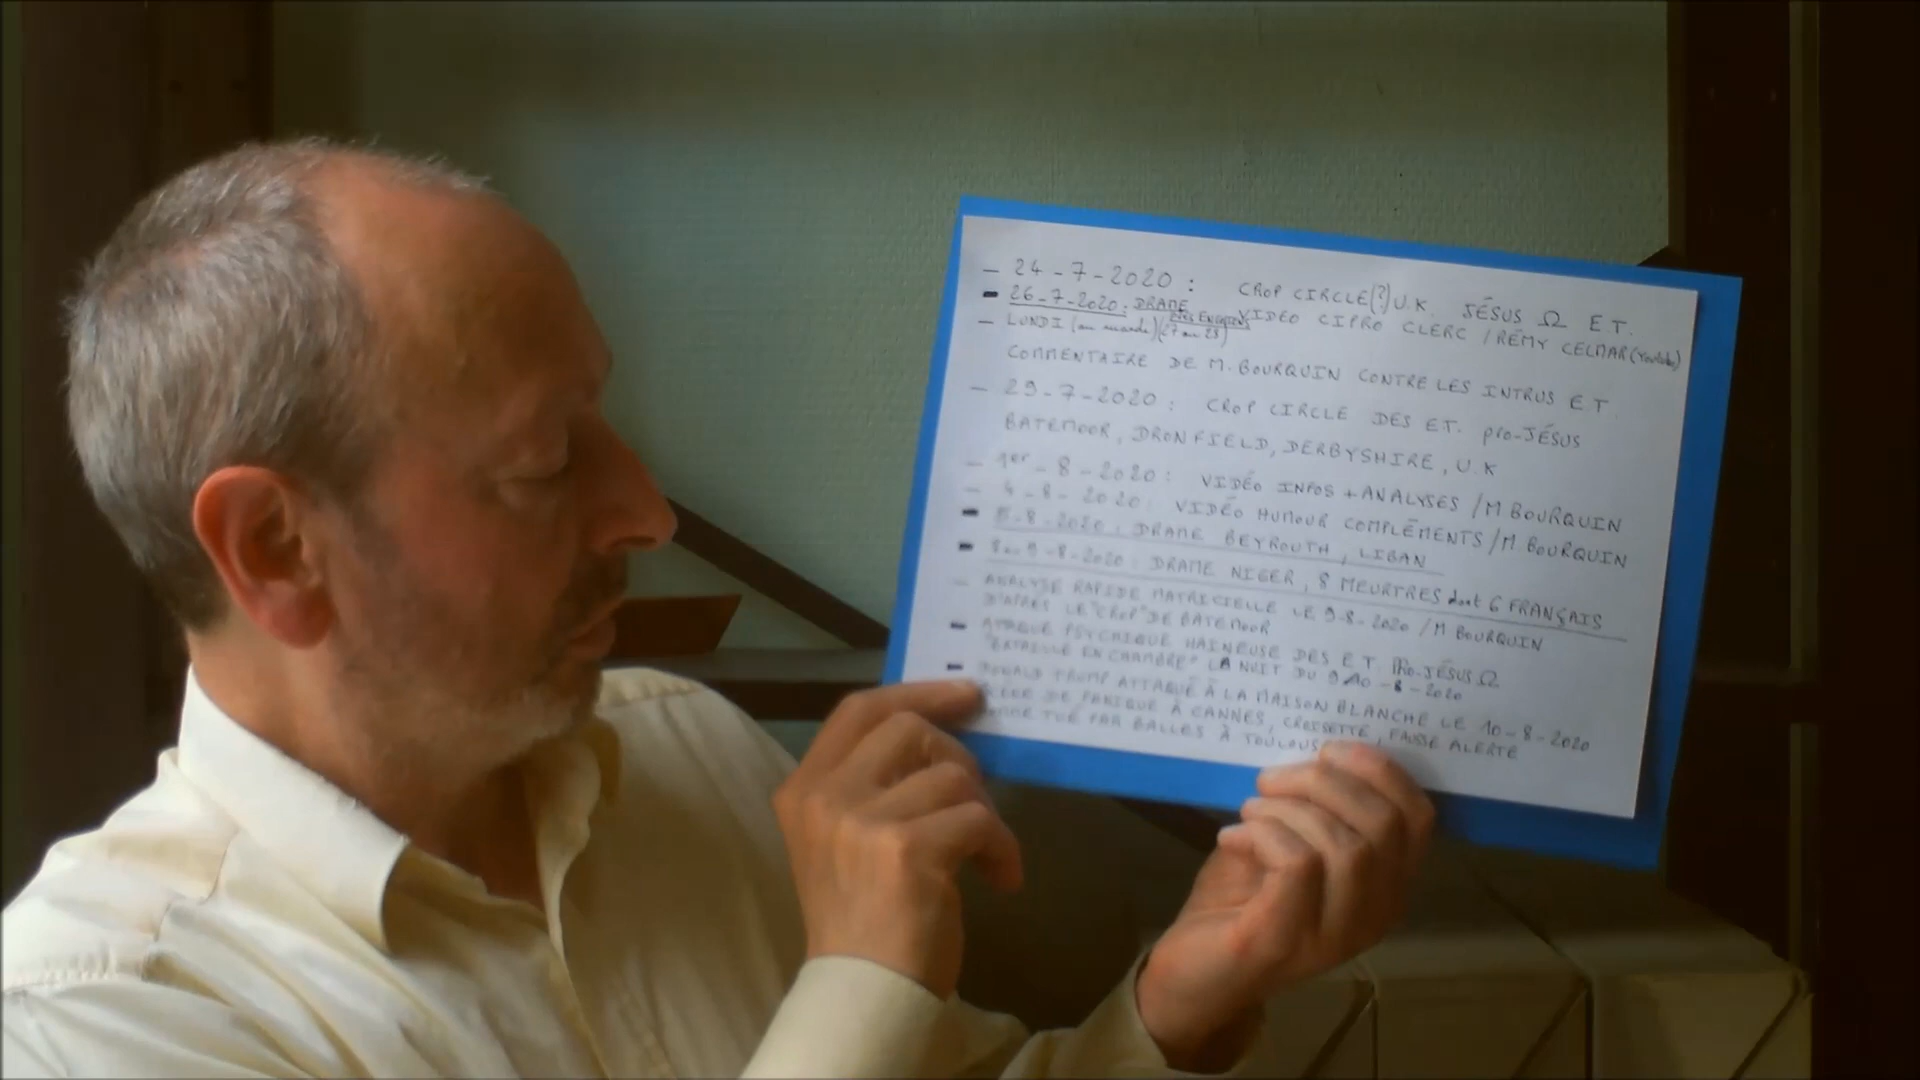 - 24-7-2020 : CROP CIRCLE(?) U.K. JÉSUS Ω E T.
- 26-7-2020 : DRAME
- LUNDI (27 au 28) VIDÉO CIPRO CLERC / RÉMY CELMAR (Youtube)
COMMENTAIRE DE M. BOURQUIN CONTRE LES INTRUS E T
- 29-7-2020 : CROP CIRCLE DES ET. pro-JÉSUS
BATEMOOR, DRONFIELD, DERBYSHIRE, U.K
- 1er - 8 - 2020 : VIDÉO INFOS + ANALYSES / M BOURQUIN
- 4-8-2020 : VIDÉO HUMOUR COMPLÉMENTS / M. BOURQUIN
- 5-8-2020 : DRAME BEYROUTH, LIBAN
- 8 au 9-8-2020 : DRAME NIGER, 8 MEURTRES dont 6 FRANÇAIS
- ANALYSE RAPIDE MATRICIELLE LE 9-8-2020 / M BOURQUIN
D'APRÈS LE "CROP" DE BATEMOOR
- ATTAQUE PSYCHIQUE HAINEUSE DES E T. PRO-JÉSUS Ω
"BATAILLE EN CHAMBRE" LA NUIT DU 9 10-8-2020
- DONALD TRUMP ATTAQUÉ À LA MAISON BLANCHE LE 10-8-2020
DE PANIQUE À CANNES, CROISETTE, FAUSSE ALERTE
TUÉ PAR BALLES À TOULOUS